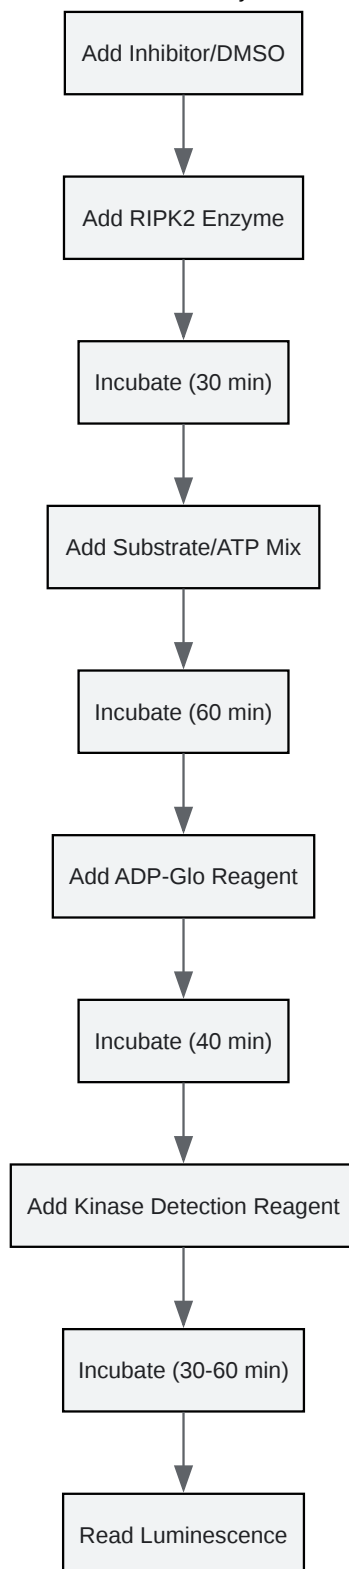 Add Inhibitor/DMSO
Add RIPK2 Enzyme
Incubate (30 min)
Add Substrate/ATP Mix
Incubate (60 min)
Add ADP-Glo Reagent
Incubate (40 min)
Add Kinase Detection Reagent
Incubate (30-60 min)
Read Luminescence